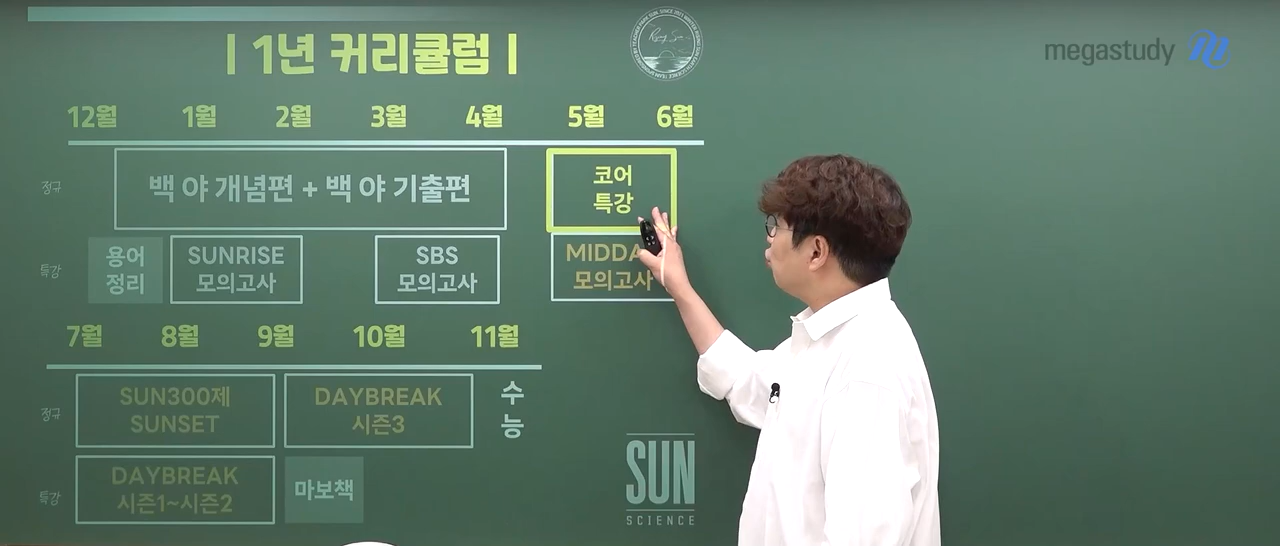 | 1년 커리큘럼 |
megastudy
12월 1월 2월 3월 4월 5월 6월
정규
백야 개념편 + 백야 기출편
코어
특강
특강
용어
정리
SUNRISE
모의고사
SBS
모의고사
MIDDA
모의고사
7월 8월 9월 10월 11월
정규
SUN300제
SUNSET
DAYBREAK
시즌3
수
능
특강
DAYBREAK
시즌1~시즌2
마보책
SUN
SCIENCE